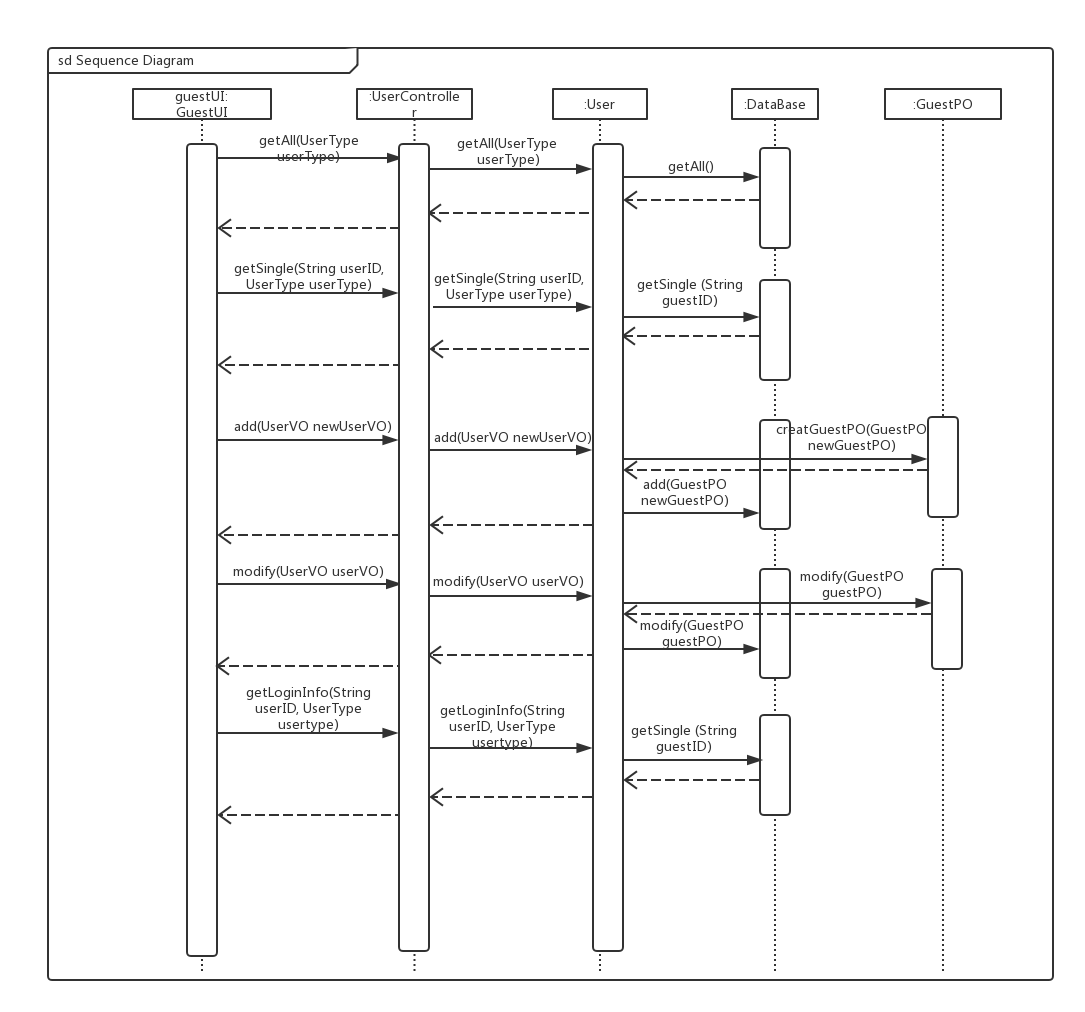 sd Sequence Diagram
guestUI:
GuestUI
:UserControlle
r
:User
:DataBase
:GuestPO
getAll(UserType
userType)
getAll(UserType
userType)
getAll()
getSingle(String userID,
UserType userType)
getSingle(String userID,
UserType userType)
getSingle (String
guestID)
add(UserVO newUserVO)
add(UserVO newUserVO)
creatGuestPO(GuestPO
newGuestPO)
add(GuestPO
newGuestPO)
modify(UserVO userVO)
modify(UserVO userVO)
modify(GuestPO
guestPO)
modify(GuestPO
guestPO)
getLoginInfo(String
userID, UserType
usertype)
getLoginInfo(String
userID, UserType
usertype)
getSingle (String
guestID)